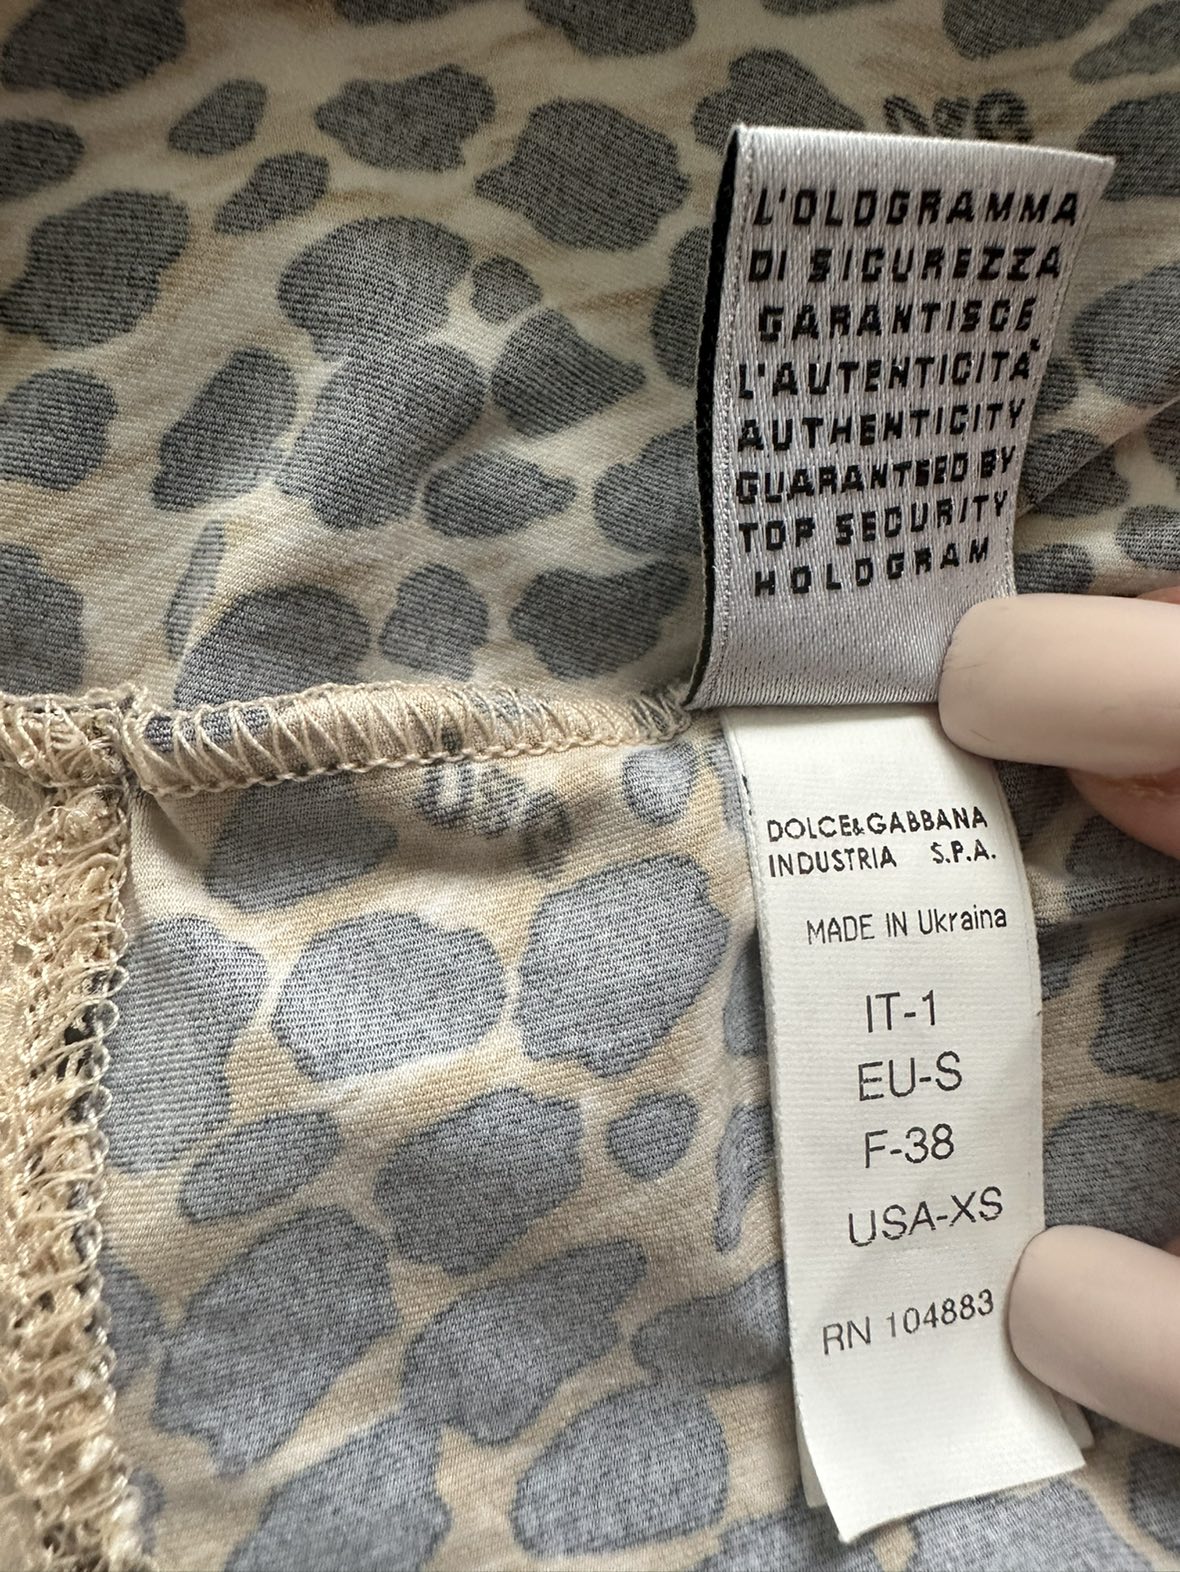 D&G
L'OLOGRAMMA
DI SICUREZZA
GARANTISCE
L'AUTENTICITÀ
AUTHENTICITY
GUARANTEED BY
TOP SECURITY
HOLOGRAM
DOLCE&GABBANA
INDUSTRIA S.P.A.
MADE IN Ukraina
IT-1
EU-S
F-38
USA-XS
RN 104883